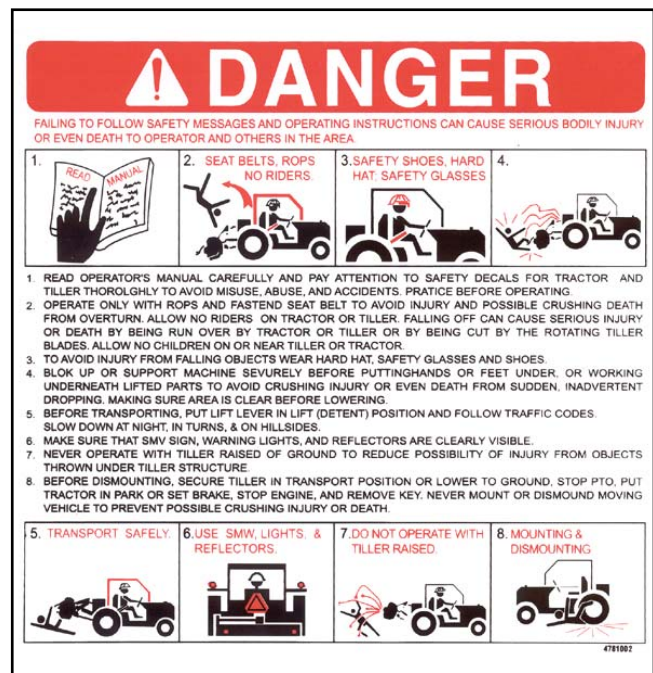 DANGER
FAILING TO FOLLOW SAFETY MESSAGES AND OPERATING INSTRUCTIONS CAN CAUSE SERIOUS BODILY INJURY
OR EVEN DEATH TO OPERATOR AND OTHERS IN THE AREA
1.
READ MANUAL
2. SEAT BELTS, ROPS
NO RIDERS.
3. SAFETY SHOES, HARD
HAT: SAFETY GLASSES
4.
1. READ OPERATOR'S MANUAL CAREFULLY AND PAY ATTENTION TO SAFETY DECALS FOR TRACTOR AND
TILLER THOROLGHLY TO AVOID MISUSE, ABUSE, AND ACCIDENTS. PRATICE BEFORE OPERATING.
2. OPERATE ONLY WITH ROPS AND FASTEND SEAT BELT TO AVOID INJURY AND POSSIBLE CRUSHING DEATH
FROM OVERTURN. ALLOW NO RIDERS ON TRACTOR OR TILLER. FALLING OFF CAN CAUSE SERIOUS INJURY
OR DEATH BY BEING RUN OVER BY TRACTOR OR TILLER OR BY BEING CUT BY THE ROTATING TILLER
BLADES. ALLOW NO CHILDREN ON OR NEAR TILLER OR TRACTOR.
3. TO AVOID INJURY FROM FALLING OBJECTS WEAR HARD HAT, SAFETY GLASSES AND SHOES.
4. BLOK UP OR SUPPORT MACHINE SEVURELY BEFORE PUTTINGHANDS OR FEET UNDER, OR WORKING
UNDERNEATH LIFTED PARTS TO AVOID CRUSHING INJURY OR EVEN DEATH FROM SUDDEN, INADVERTENT
DROPPING. MAKING SURE AREA IS CLEAR BEFORE LOWERING.
5. BEFORE TRANSPORTING, PUT LIFT LEVER IN LIFT (DETENT) POSITION AND FOLLOW TRAFFIC CODES.
SLOW DOWN AT NIGHT, IN TURNS, & ON HILLSIDES.
6. MAKE SURE THAT SMV SIGN, WARNING LIGHTS, AND REFLECTORS ARE CLEARLY VISIBLE.
7. NEVER OPERATE WITH TILLER RAISED OF GROUND TO REDUCE POSSIBILITY OF INJURY FROM OBJECTS
THROWN UNDER TILLER STRUCTURE.
8. BEFORE DISMOUNTING, SECURE TILLER IN TRANSPORT POSITION OR LOWER TO GROUND, STOP PTO, PUT
TRACTOR IN PARK OR SET BRAKE, STOP ENGINE, AND REMOVE KEY. NEVER MOUNT OR DISMOUND MOVING
VEHICLE TO PREVENT POSSIBLE CRUSHING INJURY OR DEATH.
5. TRANSPORT SAFELY.
6. USE SMW, LIGHTS, &
REFLECTORS.
7. DO NOT OPERATE WITH
TILLER RAISED.
8. MOUNTING &
DISMOUNTING
4781002